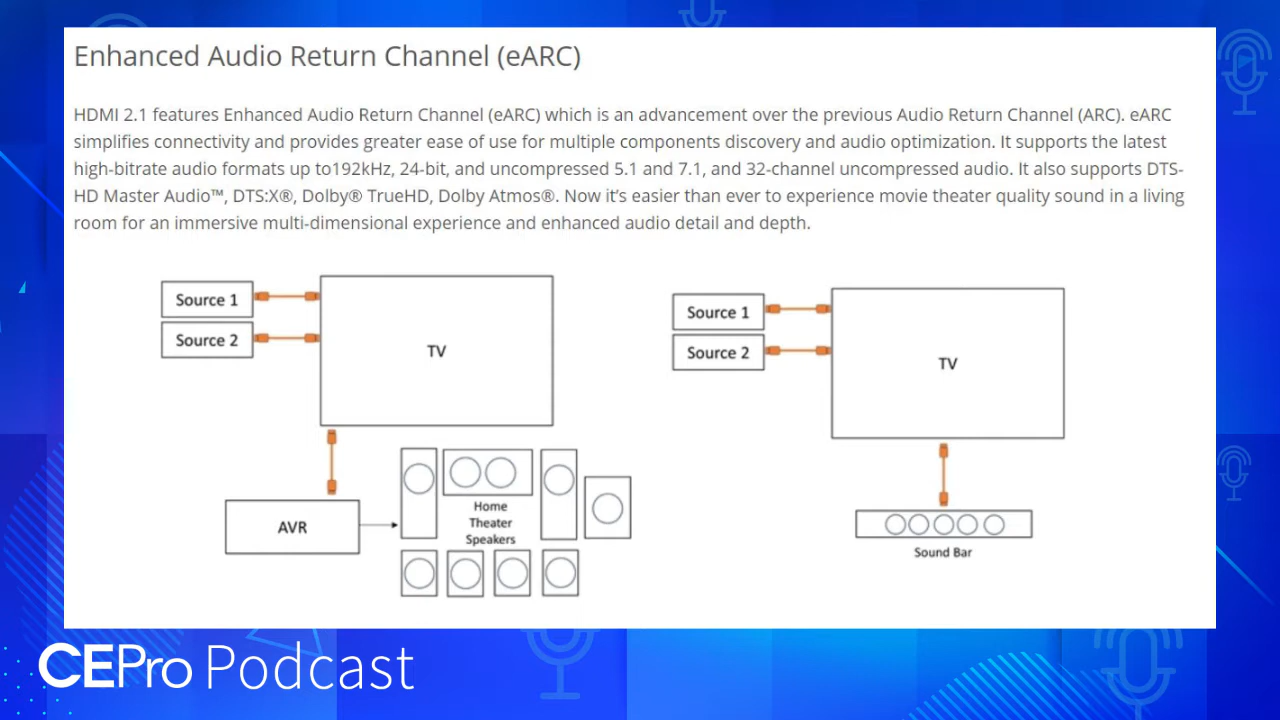 Enhanced Audio Return Channel (eARC)
HDMI 2.1 features Enhanced Audio Return Channel (eARC) which is an advancement over the previous Audio Return Channel (ARC). eARC
simplifies connectivity and provides greater ease of use for multiple components discovery and audio optimization. It supports the latest
high-bitrate audio formats up to192kHz, 24-bit, and uncompressed 5.1 and 7.1, and 32-channel uncompressed audio. It also supports DTS-
HD Master Audio™, DTS:X®, Dolby® TrueHD, Dolby Atmos®. Now it's easier than ever to experience movie theater quality sound in a living
room for an immersive multi-dimensional experience and enhanced audio detail and depth.
Source 1
Source 2
TV
AVR
Home
Theater
Speakers
Source 1
Source 2
TV
Sound Bar
CEPro Podcast